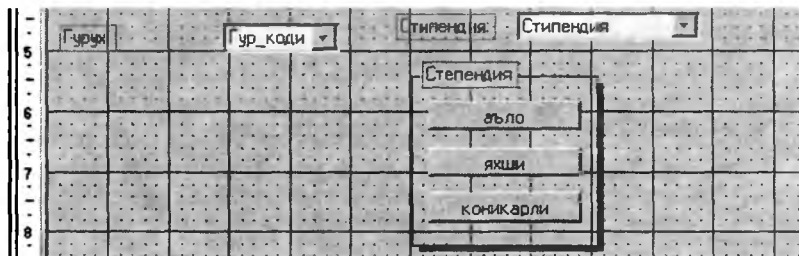 Стипендия: Стипендия
5 Гурух Гур_коди
Степендия
6 аъло
7 яхши
коникарли
8